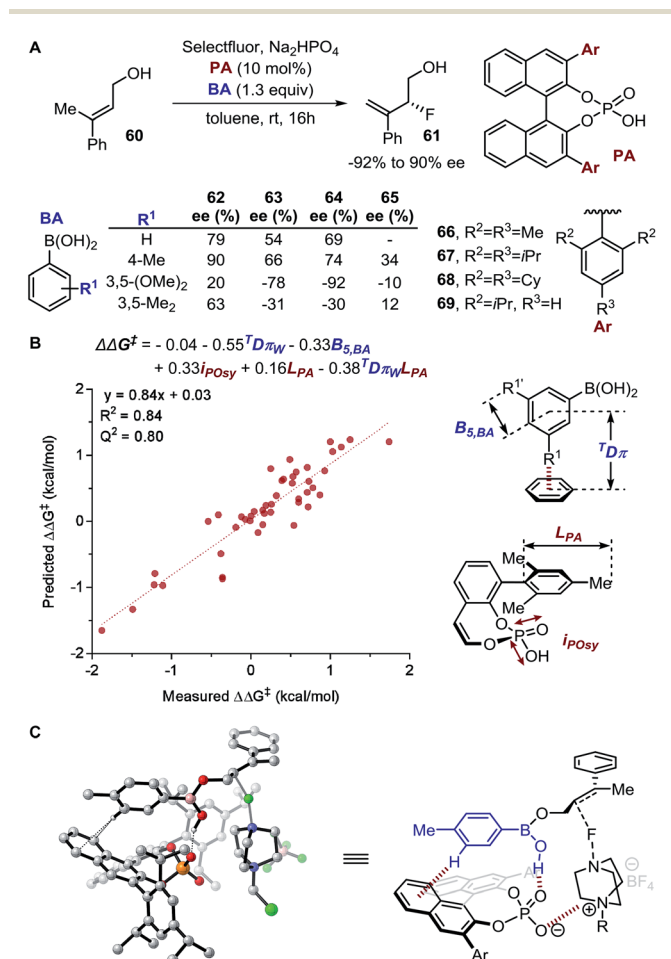 A
Selectfluor, Na₂HPO₄
PA (10 mol%)
BA (1.3 equiv)
toluene, rt, 16h
OH
Me
Ph
60
OH
F
Ph
61
-92% to 90% ee
Ar
O
O
P
O
OH
Ar
PA
BA
B(OH)₂
R¹
R¹ 62 ee (%) 63 ee (%) 64 ee (%) 65 ee (%)
H 79 54 69 -
4-Me 90 66 74 34
3,5-(OMe)₂ 20 -78 -92 -10
3,5-Me₂ 63 -31 -30 12
66, R²=R³=Me
67, R²=R³=iPr
68, R²=R³=Cy
69, R²=iPr, R³=H
R²
R²
R³
Ar
B
ΔΔG‡ = - 0.04 - 0.55ᵀDπ_W - 0.33B₅,BA
+ 0.33i_POsy + 0.16L_PA - 0.38ᵀDπ_W L_PA
y = 0.84x + 0.03
R² = 0.84
Q² = 0.80
2
1
0
-1
-2
-2 -1 0 1 2
Predicted ΔΔG‡ (kcal/mol)
Measured ΔΔG‡ (kcal/mol)
R¹'
B(OH)₂
B₅,BA
R¹
ᵀDπ
L_PA
Me
Me
Me
O
P
O
O
OH
i_POsy
C
≡
Me
B
O
O
H
H
Me
F
N
N
⊕
R
⊖
BF₄
Ar
O
O
P
O
O
⊖
Ar